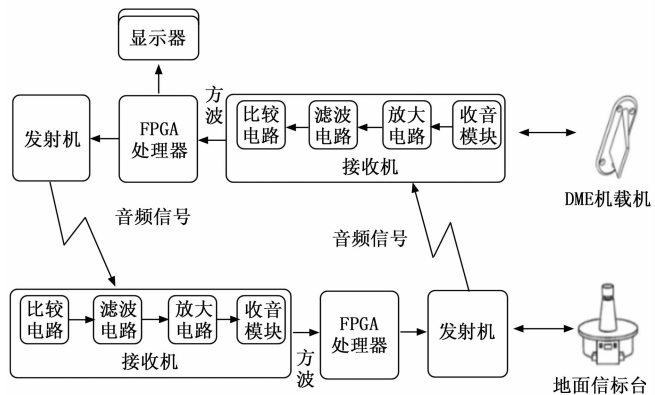 显示器
发射机
FPGA
处理器
方
波
比较
电路
滤波
电路
放大
电路
收音
模块
接收机
DME机载机
音频信号
音频信号
比较
电路
滤波
电路
放大
电路
收音
模块
接收机
方
波
FPGA
处理器
发射机
地面信标台